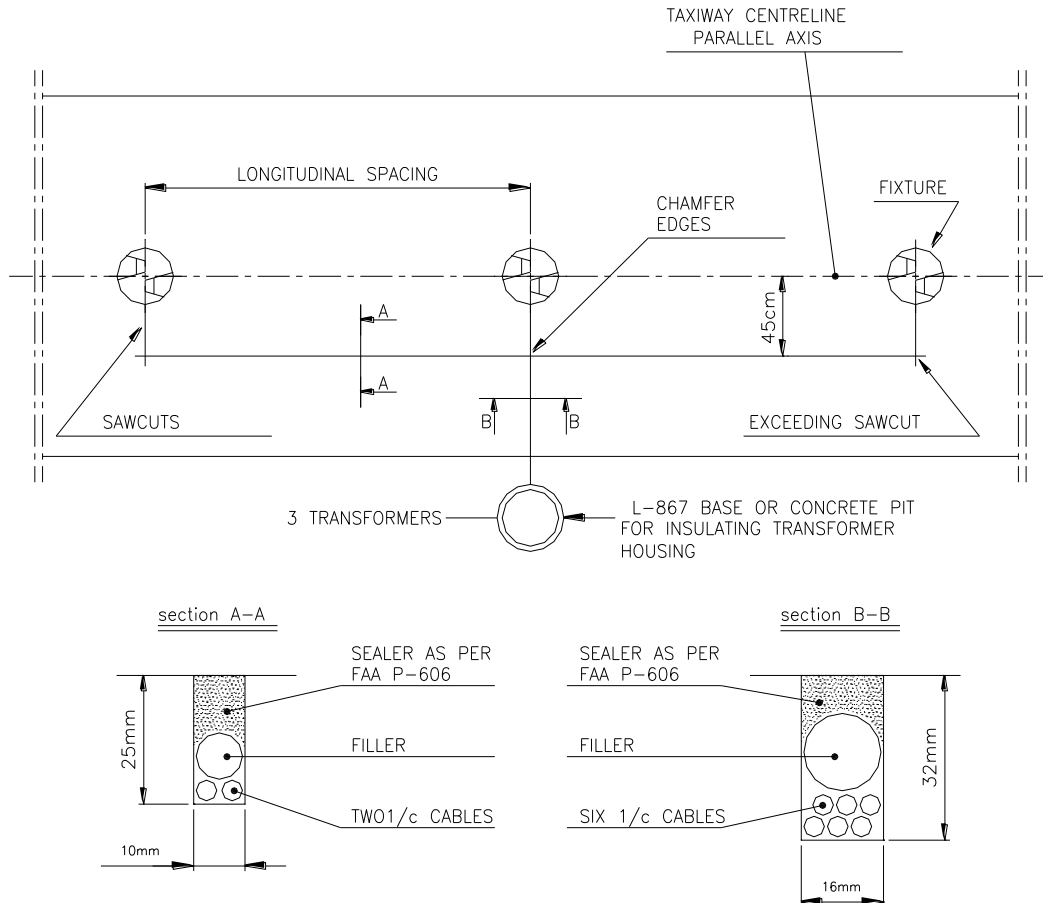 TAXIWAY CENTRELINE
PARALLEL AXIS
LONGITUDINAL SPACING
CHAMFER
EDGES
FIXTURE
45cm
A
A
SAWCUTS
B
B
EXCEEDING SAWCUT
3 TRANSFORMERS
L-867 BASE OR CONCRETE PIT
FOR INSULATING TRANSFORMER
HOUSING
section A-A
section B-B
SEALER AS PER
FAA P-606
SEALER AS PER
FAA P-606
25mm
FILLER
FILLER
32mm
TWO1/c CABLES
SIX 1/c CABLES
10mm
16mm